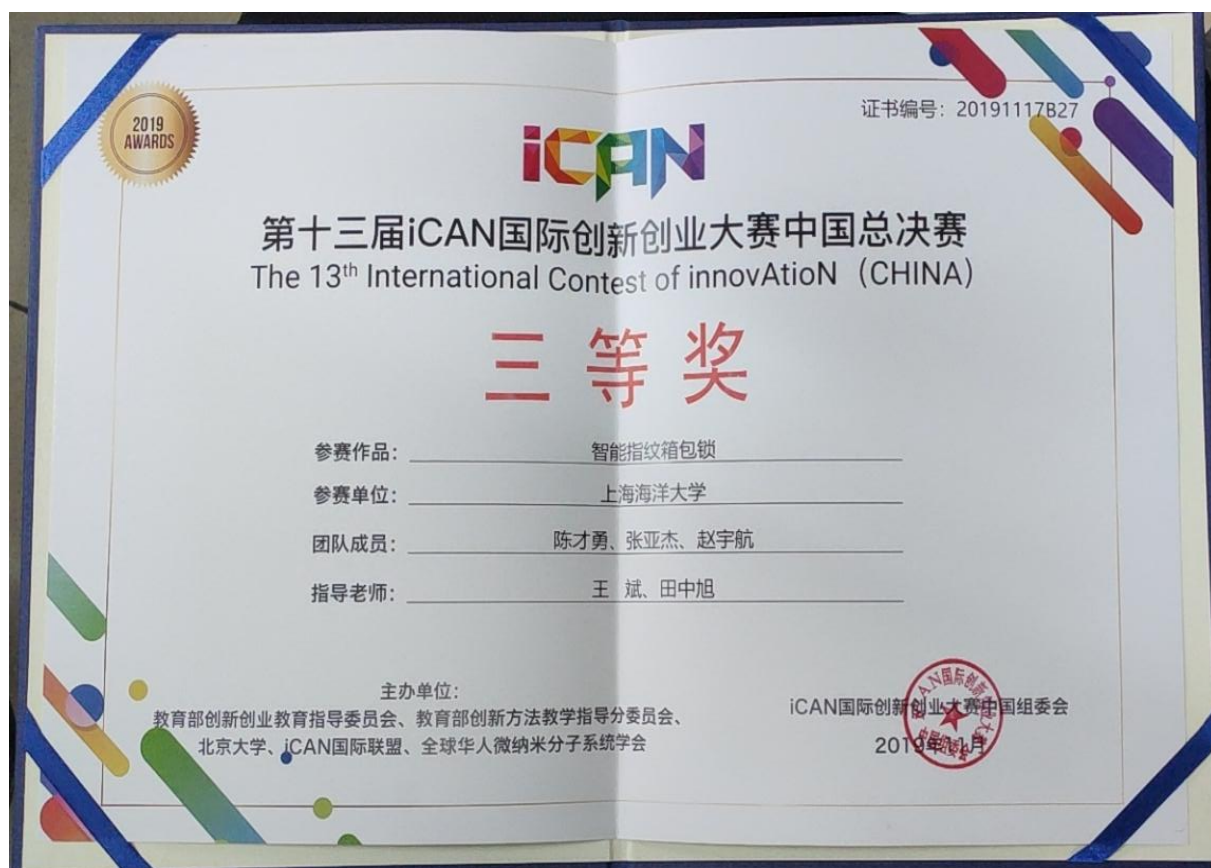 2019
AWARDS
证书编号：20191117B27
iCAN
第十三届iCAN国际创新创业大赛中国总决赛
The 13th International Contest of innovAtioN (CHINA)
三等奖
参赛作品：智能指纹箱包锁
参赛单位：上海海洋大学
团队成员：陈才勇、张亚杰、赵宇航
指导老师：王 斌、田中旭
主办单位：
教育部创新创业教育指导委员会、教育部创新方法教学指导分委员会、
北京大学、iCAN国际联盟、全球华人微纳米分子系统学会
iCAN国际创新创业大赛中国组委会
2019年11月